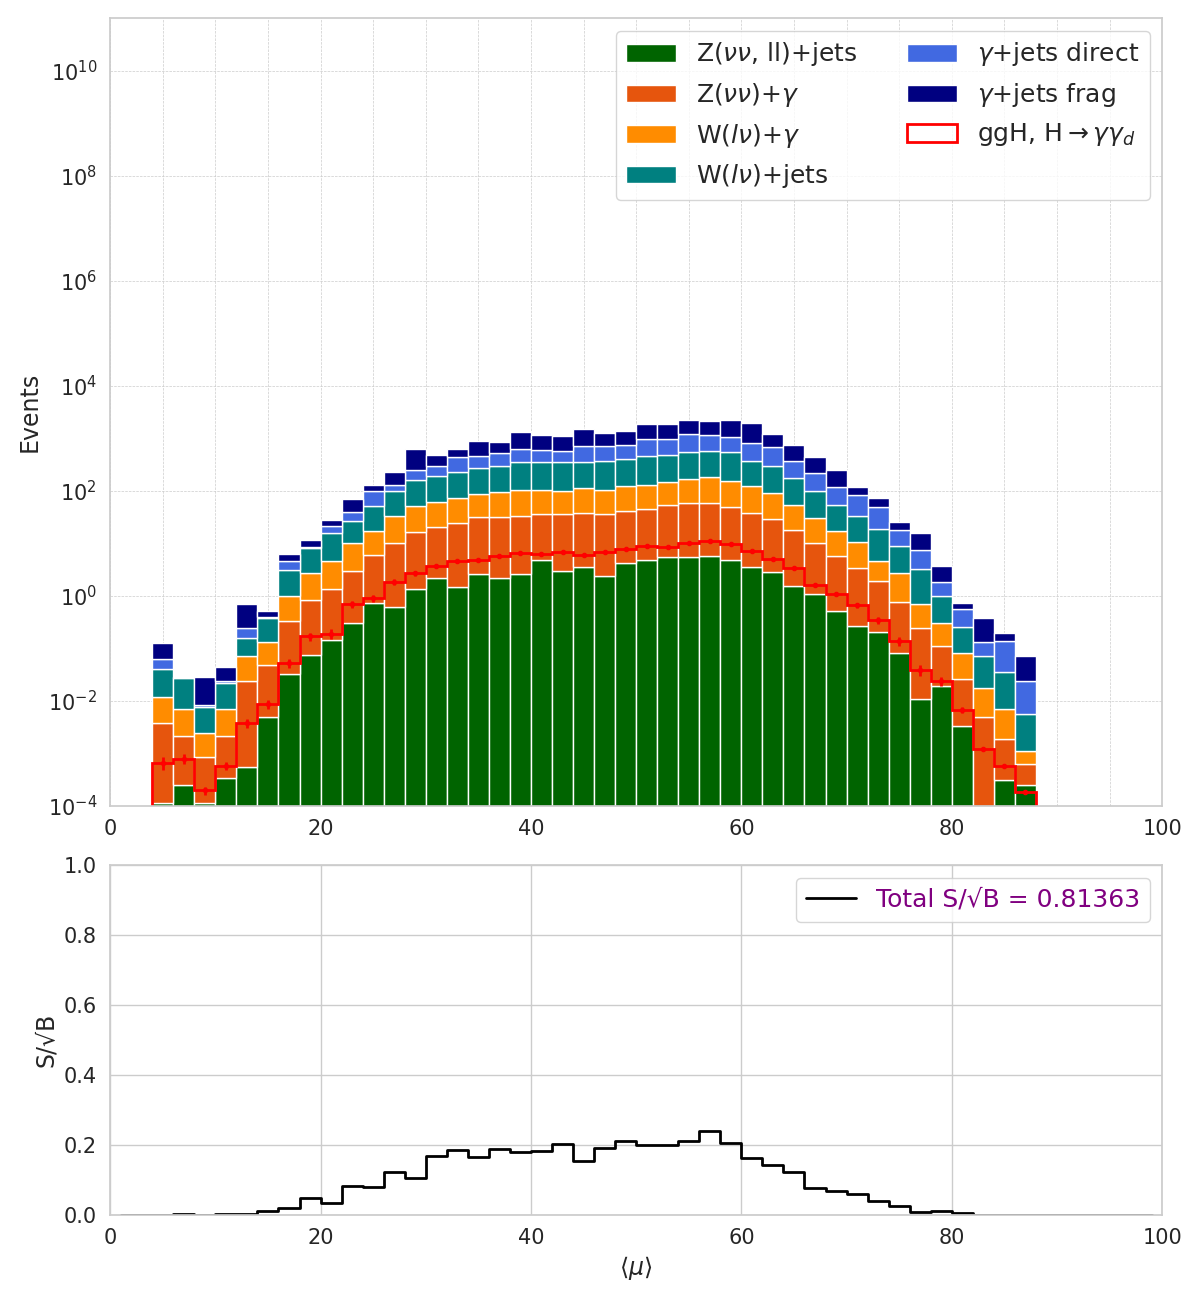 Z(νν, ll)+jets
Z(νν)+γ
W(lν)+γ
W(lν)+jets
γ+jets direct
γ+jets frag
ggH, H→γγ_d
Events
10^10
10^8
10^6
10^4
10^2
10^0
10^−2
10^−4
0 20 40 60 80 100
Total S/√B = 0.81363
S/√B
1.0
0.8
0.6
0.4
0.2
0.0
0 20 40 60 80 100
⟨μ⟩